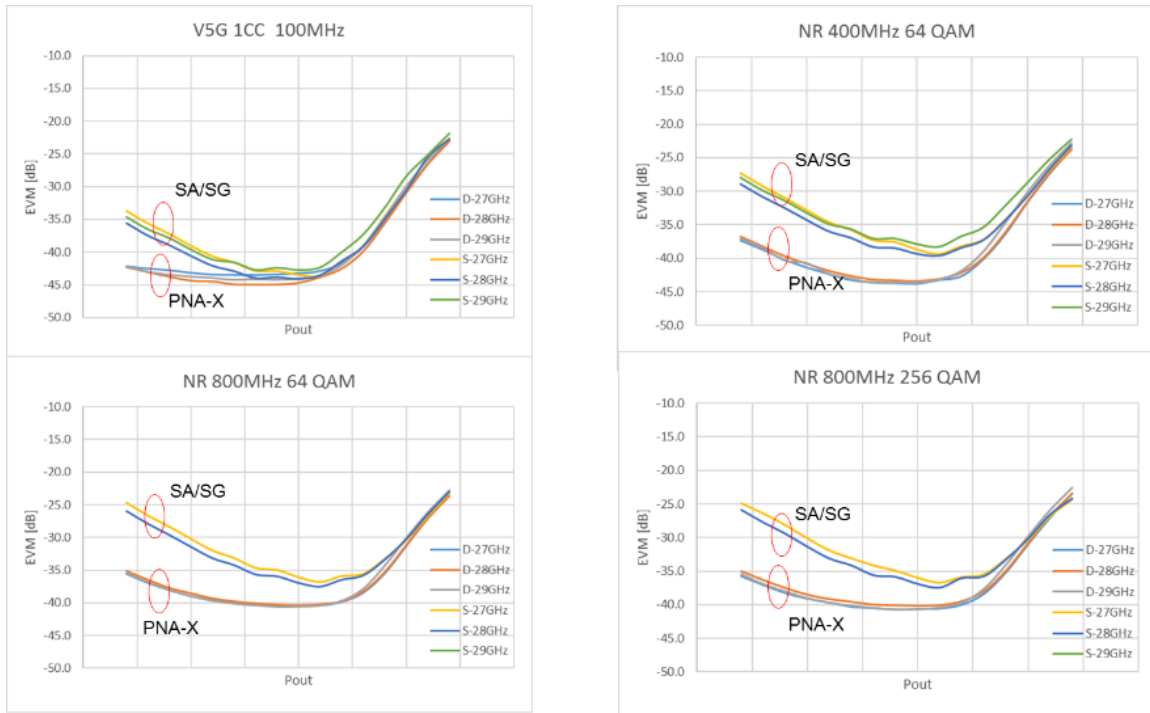 V5G 1CC 100MHz
-10.0
-15.0
-20.0
-25.0
-30.0
-35.0
-40.0
-45.0
-50.0
EVM [dB]
SA/SG
PNA-X
D-27GHz
D-28GHz
D-29GHz
S-27GHz
S-28GHz
S-29GHz
Pout
NR 400MHz 64 QAM
-10.0
-15.0
-20.0
-25.0
-30.0
-35.0
-40.0
-45.0
-50.0
EVM [dB]
SA/SG
PNA-X
D-27GHz
D-28GHz
D-29GHz
S-27GHz
S-28GHz
S-29GHz
Pout
NR 800MHz 64 QAM
-10.0
-15.0
-20.0
-25.0
-30.0
-35.0
-40.0
-45.0
-50.0
EVM [dB]
SA/SG
PNA-X
D-27GHz
D-28GHz
D-29GHz
S-27GHz
S-28GHz
S-29GHz
Pout
NR 800MHz 256 QAM
-10.0
-15.0
-20.0
-25.0
-30.0
-35.0
-40.0
-45.0
-50.0
EVM [dB]
SA/SG
PNA-X
D-27GHz
D-28GHz
D-29GHz
S-27GHz
S-28GHz
S-29GHz
Pout